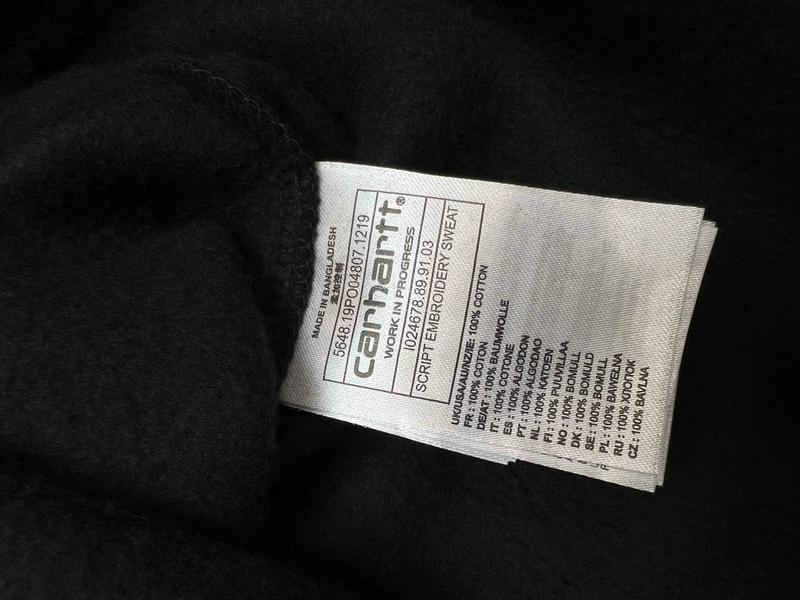 MADE IN BANGLADESH
5648.19PO04807.1219
carhartt®
WORK IN PROGRESS
I024678.89.91.03
SCRIPT EMBROIDERY SWEAT
UK/USA/AU/NZ/IE: 100% COTTON
FR : 100% COTON
DE/AT : 100% BAUMWOLLE
IT : 100% COTONE
ES : 100% ALGODON
PT : 100% ALGODAO
NL : 100% KATOEN
FI : 100% PUUVILLAA
NO : 100% BOMULL
DK : 100% BOMULD
SE : 100% BOMULL
PL : 100% BAWEŁNA
RU : 100% ХЛОПОК
CZ : 100% BAVLNA